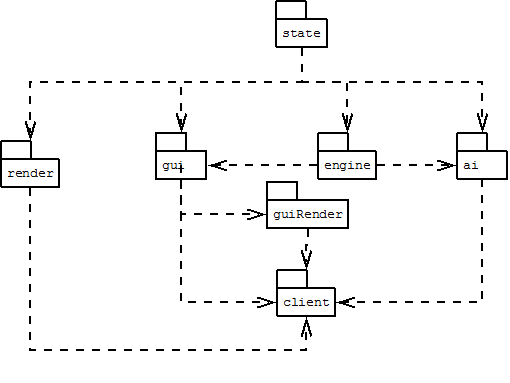 state
render
gui
engine
ai
guiRender
client